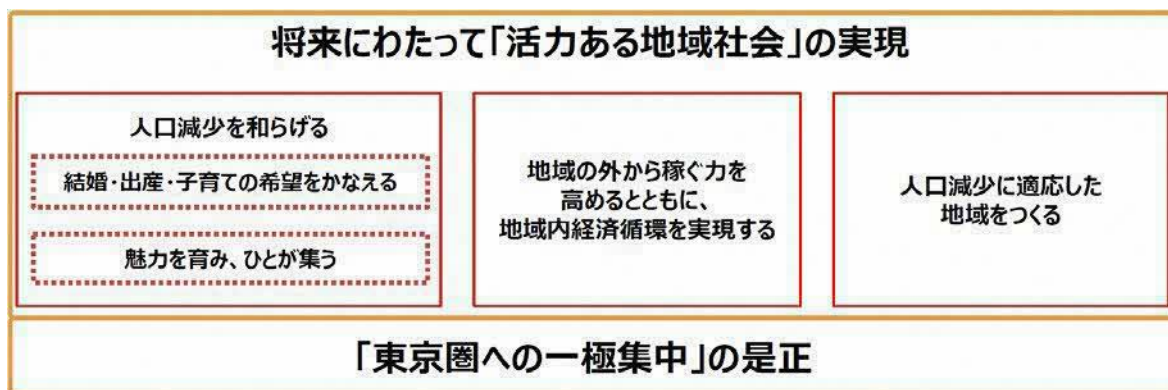 将来にわたって「活力ある地域社会」の実現
人口減少を和らげる
結婚・出産・子育ての希望をかなえる
魅力を育み、ひとが集う
地域の外から稼ぐ力を
高めるとともに、
地域内経済循環を実現する
人口減少に適応した
地域をつくる
「東京圏への一極集中」の是正